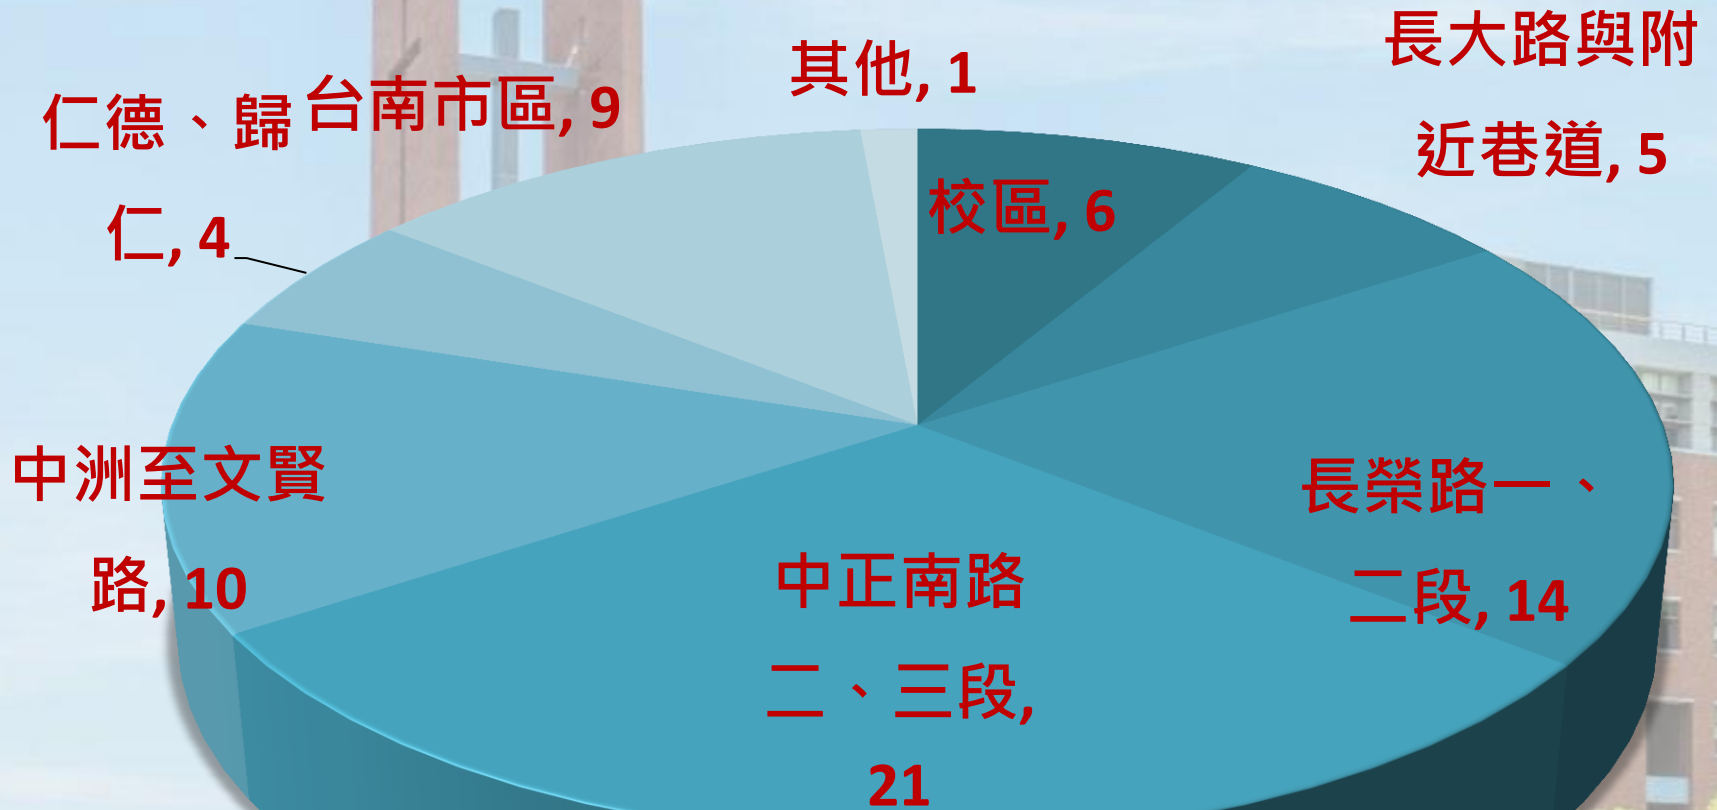 其他, 1
長大路與附
近巷道, 5
台南市區, 9
仁德、歸
仁, 4
校區, 6
中洲至文賢
路, 10
長榮路一、
二段, 14
中正南路
二、三段,
21